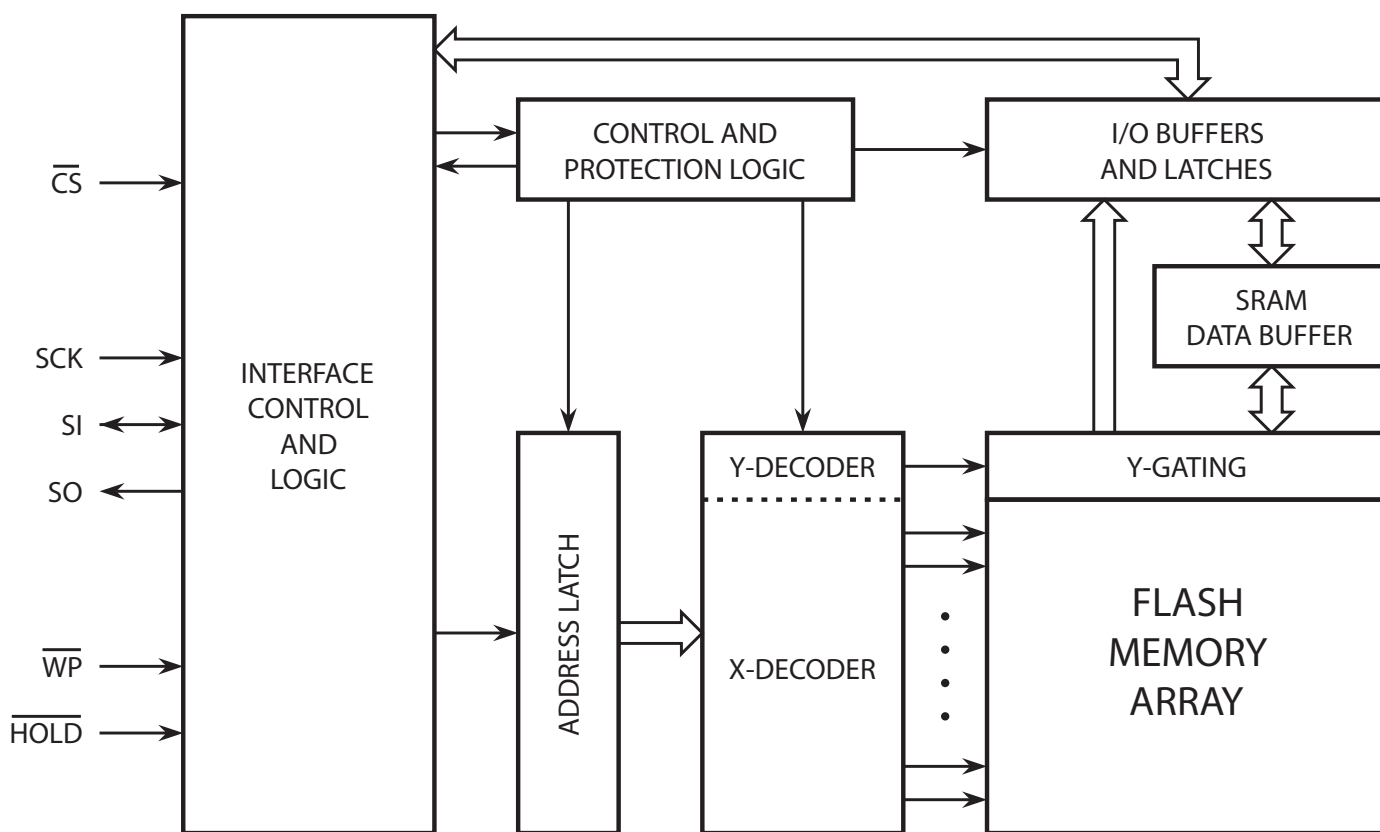 CONTROL AND
PROTECTION LOGIC
I/O BUFFERS
AND LATCHES
CS
SCK
SI
SO
WP
HOLD
INTERFACE
CONTROL
AND
LOGIC
SRAM
DATA BUFFER
ADDRESS LATCH
Y-DECODER
X-DECODER
Y-GATING
FLASH
MEMORY
ARRAY